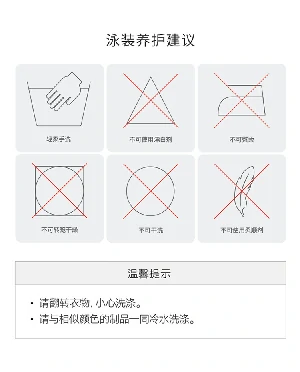 泳装养护建议
轻柔手洗
不可使用漂白剂
不可熨烫
不可转笼干燥
不可干洗
不可使用柔顺剂
温馨提示
• 请翻转衣物，小心洗涤。
• 请与相似颜色的制品一同冷水洗涤。